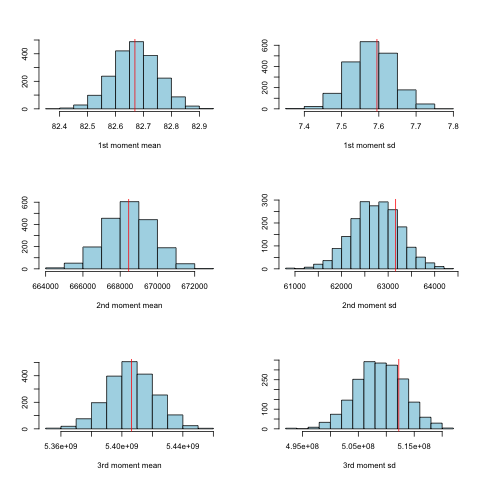 0 200 400
82.4 82.5 82.6 82.7 82.8 82.9
1st moment mean
0 200 400 600
7.4 7.5 7.6 7.7 7.8
1st moment sd
0 200 400 600
664000 666000 668000 670000 672000
2nd moment mean
0 100 200 300
61000 62000 63000 64000
2nd moment sd
0 200 400
5.36e+09 5.40e+09 5.44e+09
3rd moment mean
0 100 250
4.95e+08 5.05e+08 5.15e+08
3rd moment sd